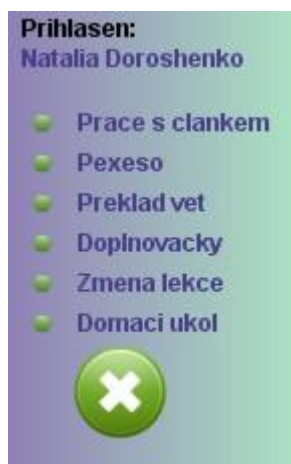 Prihlasen:
Natalia Doroshenko
Prace s clankem
Pexeso
Preklad vet
Doplnovacky
Zmena lekce
Domaci ukol